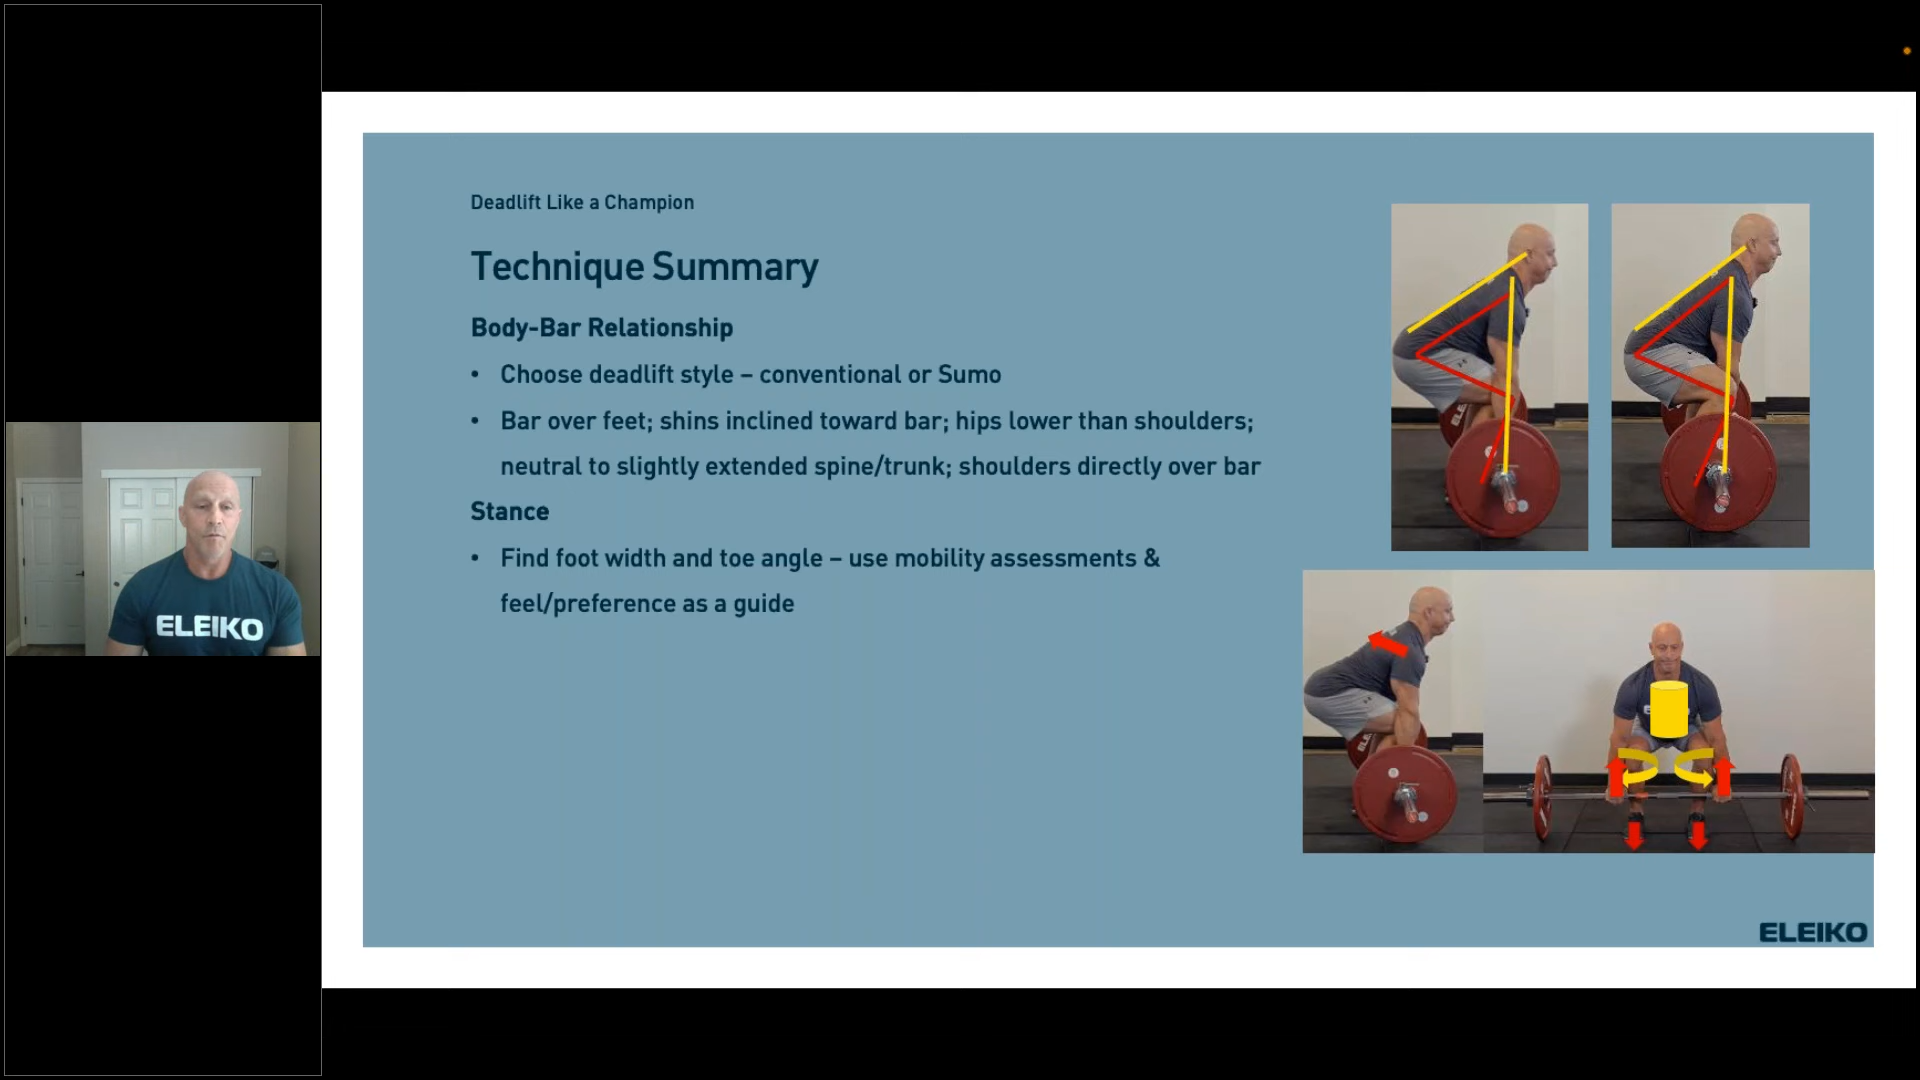 Deadlift Like a Champion
Technique Summary
Body-Bar Relationship
• Choose deadlift style – conventional or Sumo
• Bar over feet; shins inclined toward bar; hips lower than shoulders;
neutral to slightly extended spine/trunk; shoulders directly over bar
Stance
• Find foot width and toe angle – use mobility assessments &
feel/preference as a guide
ELEIKO
ELEIKO